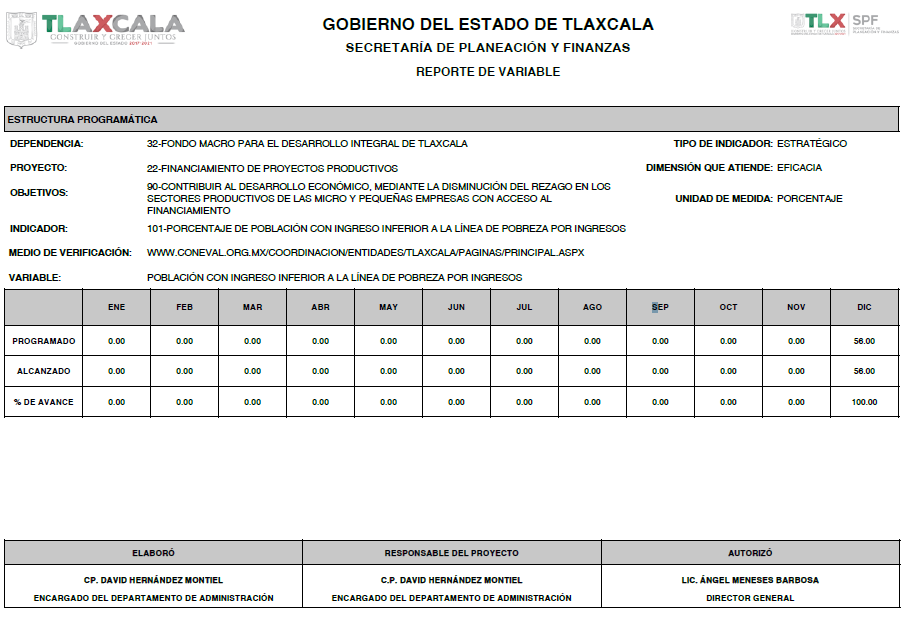 TLAXCALA
CONSTRUIR Y CRECER JUNTOS
GOBIERNO DEL ESTADO 2017-2021
GOBIERNO DEL ESTADO DE TLAXCALA
SECRETARÍA DE PLANEACIÓN Y FINANZAS
REPORTE DE VARIABLE
TLX
SPF
ESTRUCTURA PROGRAMÁTICA
DEPENDENCIA: 32-FONDO MACRO PARA EL DESARROLLO INTEGRAL DE TLAXCALA TIPO DE INDICADOR: ESTRATÉGICO
PROYECTO: 22-FINANCIAMIENTO DE PROYECTOS PRODUCTIVOS DIMENSIÓN QUE ATIENDE: EFICACIA
OBJETIVOS: 90-CONTRIBUIR AL DESARROLLO ECONÓMICO, MEDIANTE LA DISMINUCIÓN DEL REZAGO EN LOS
SECTORES PRODUCTIVOS DE LAS MICRO Y PEQUEÑAS EMPRESAS CON ACCESO AL
FINANCIAMIENTO
UNIDAD DE MEDIDA: PORCENTAJE
INDICADOR: 101-PORCENTAJE DE POBLACIÓN CON INGRESO INFERIOR A LA LÍNEA DE POBREZA POR INGRESOS
MEDIO DE VERIFICACIÓN: WWW.CONEVAL.ORG.MX/COORDINACION/ENTIDADES/TLAXCALA/PAGINAS/PRINCIPAL.ASPX
VARIABLE: POBLACIÓN CON INGRESO INFERIOR A LA LÍNEA DE POBREZA POR INGRESOS
ENE FEB MAR ABR MAY JUN JUL AGO SEP OCT NOV DIC
PROGRAMADO 0.00 0.00 0.00 0.00 0.00 0.00 0.00 0.00 0.00 0.00 0.00 56.00
ALCANZADO 0.00 0.00 0.00 0.00 0.00 0.00 0.00 0.00 0.00 0.00 0.00 56.00
% DE AVANCE 0.00 0.00 0.00 0.00 0.00 0.00 0.00 0.00 0.00 0.00 0.00 100.00
ELABORÓ RESPONSABLE DEL PROYECTO AUTORIZÓ
CP. DAVID HERNÁNDEZ MONTIEL C.P. DAVID HERNÁNDEZ MONTIEL LIC. ÁNGEL MENESES BARBOSA
ENCARGADO DEL DEPARTAMENTO DE ADMINISTRACIÓN ENCARGADO DEL DEPARTAMENTO DE ADMINISTRACIÓN DIRECTOR GENERAL